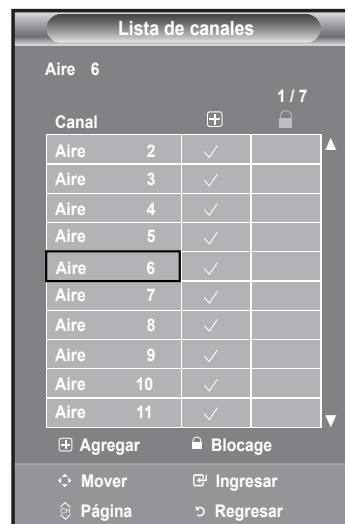 Lista de canales
Aire 6
1 / 7
Canal
Aire 2
Aire 3
Aire 4
Aire 5
Aire 6
Aire 7
Aire 8
Aire 9
Aire 10
Aire 11
Agregar Blocage
Mover Ingresar
CH Página Regresar